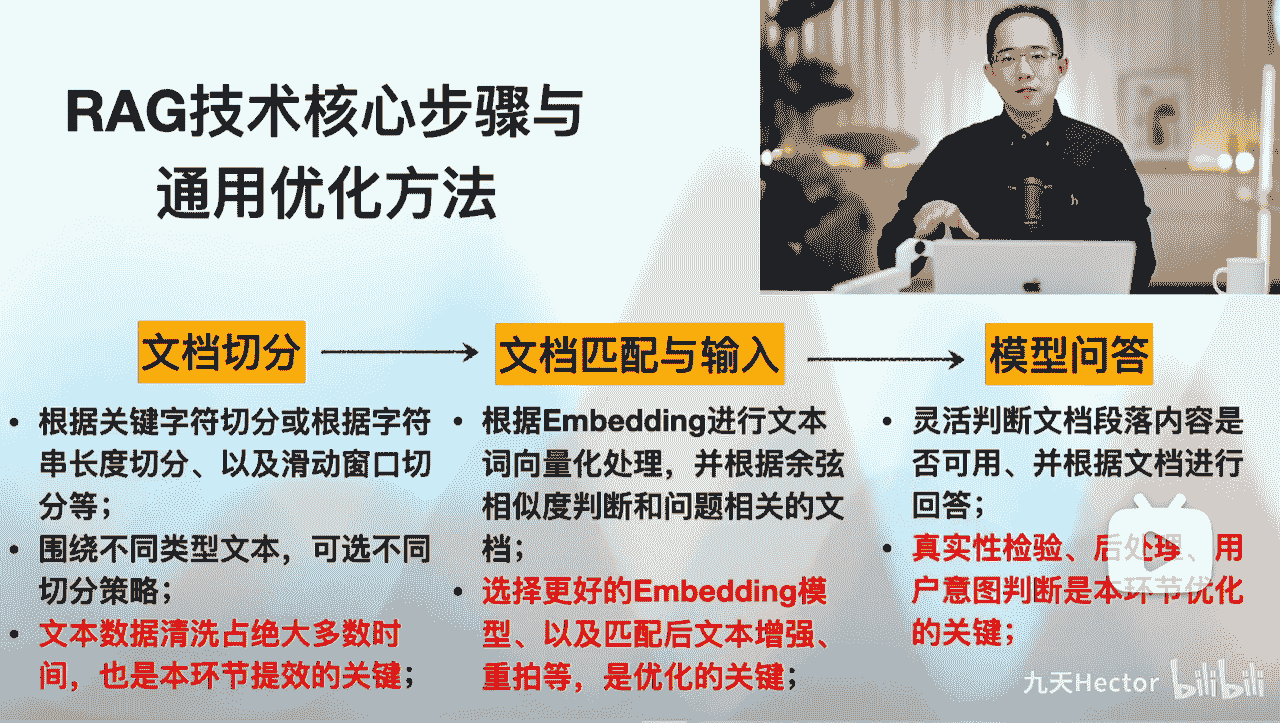 RAG技术核心步骤与
通用优化方法
文档切分
文档匹配与输入
模型问答
• 根据关键字符切分或根据字符
串长度切分、以及滑动窗口切
分等；
• 围绕不同类型文本，可选不同
切分策略；
• 文本数据清洗占绝大多数时
间，也是本环节提效的关键；
• 根据Embedding进行文本
词向量化处理，并根据余弦
相似度判断和问题相关的文
档；
• 选择更好的Embedding模
型、以及匹配后文本增强、
重拍等，是优化的关键；
• 灵活判断文档段落内容是
否可用、并根据文档进行
回答；
• 真实性检验、后处理、用
户意图判断是本环节优化
的关键；
九天Hector bilibili